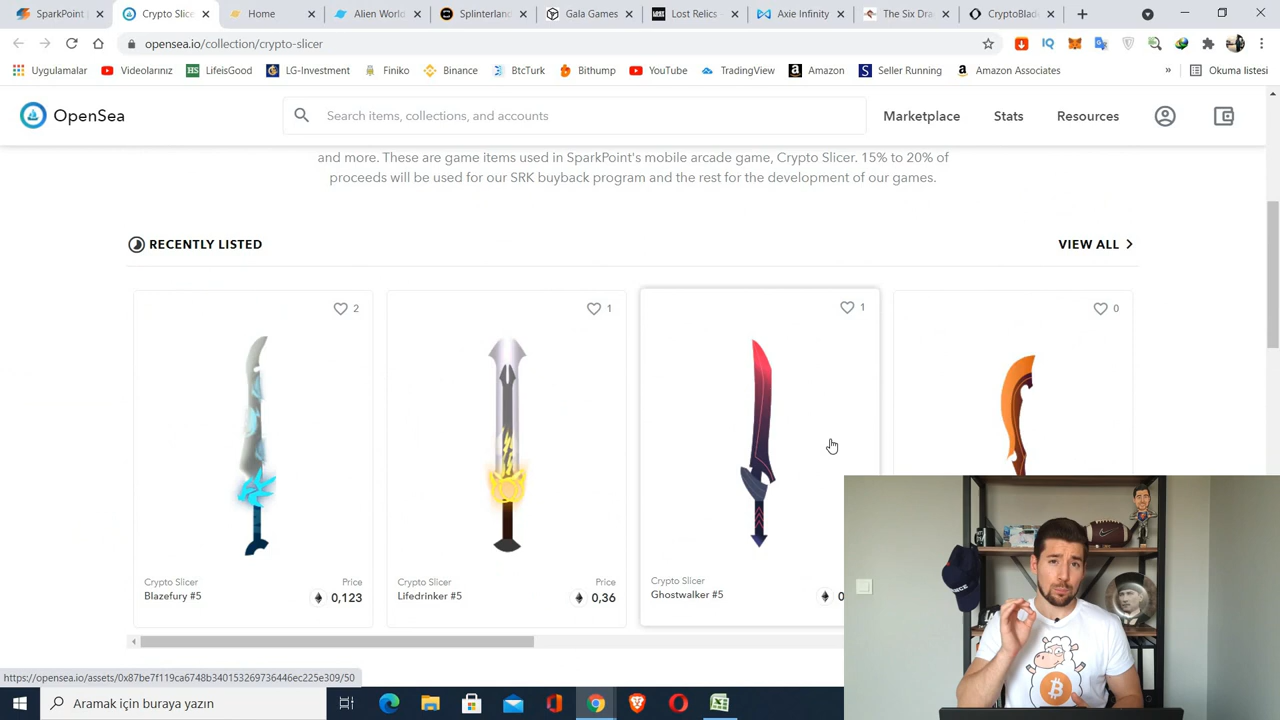 SparkPoint
Crypto Slice
Home
Alien World
Splinterland
Gala Games
Lost Relics -
Axie Infinity
The Six Dra
CryptoBlade
opensea.io/collection/crypto-slicer
Uygulamalar
Videolarınız
LifeisGood
LG-Investment
Finiko
Binance
BtcTurk
Bithump
YouTube
TradingView
Amazon
Seller Running
Amazon Associates
»
Okuma listesi
OpenSea
Search items, collections, and accounts
Marketplace
Stats
Resources
and more. These are game items used in SparkPoint's mobile arcade game, Crypto Slicer. 15% to 20% of
proceeds will be used for our SRK buyback program and the rest for the development of our games.
RECENTLY LISTED
VIEW ALL
2
1
1
0
Crypto Slicer
Price
Blazefury #5
0,123
Crypto Slicer
Price
Lifedrinker #5
0,36
Crypto Slicer
Ghostwalker #5
0
https://opensea.io/assets/0x87be7f119ca6748b340153269736446ec225e309/50
Aramak için buraya yazın